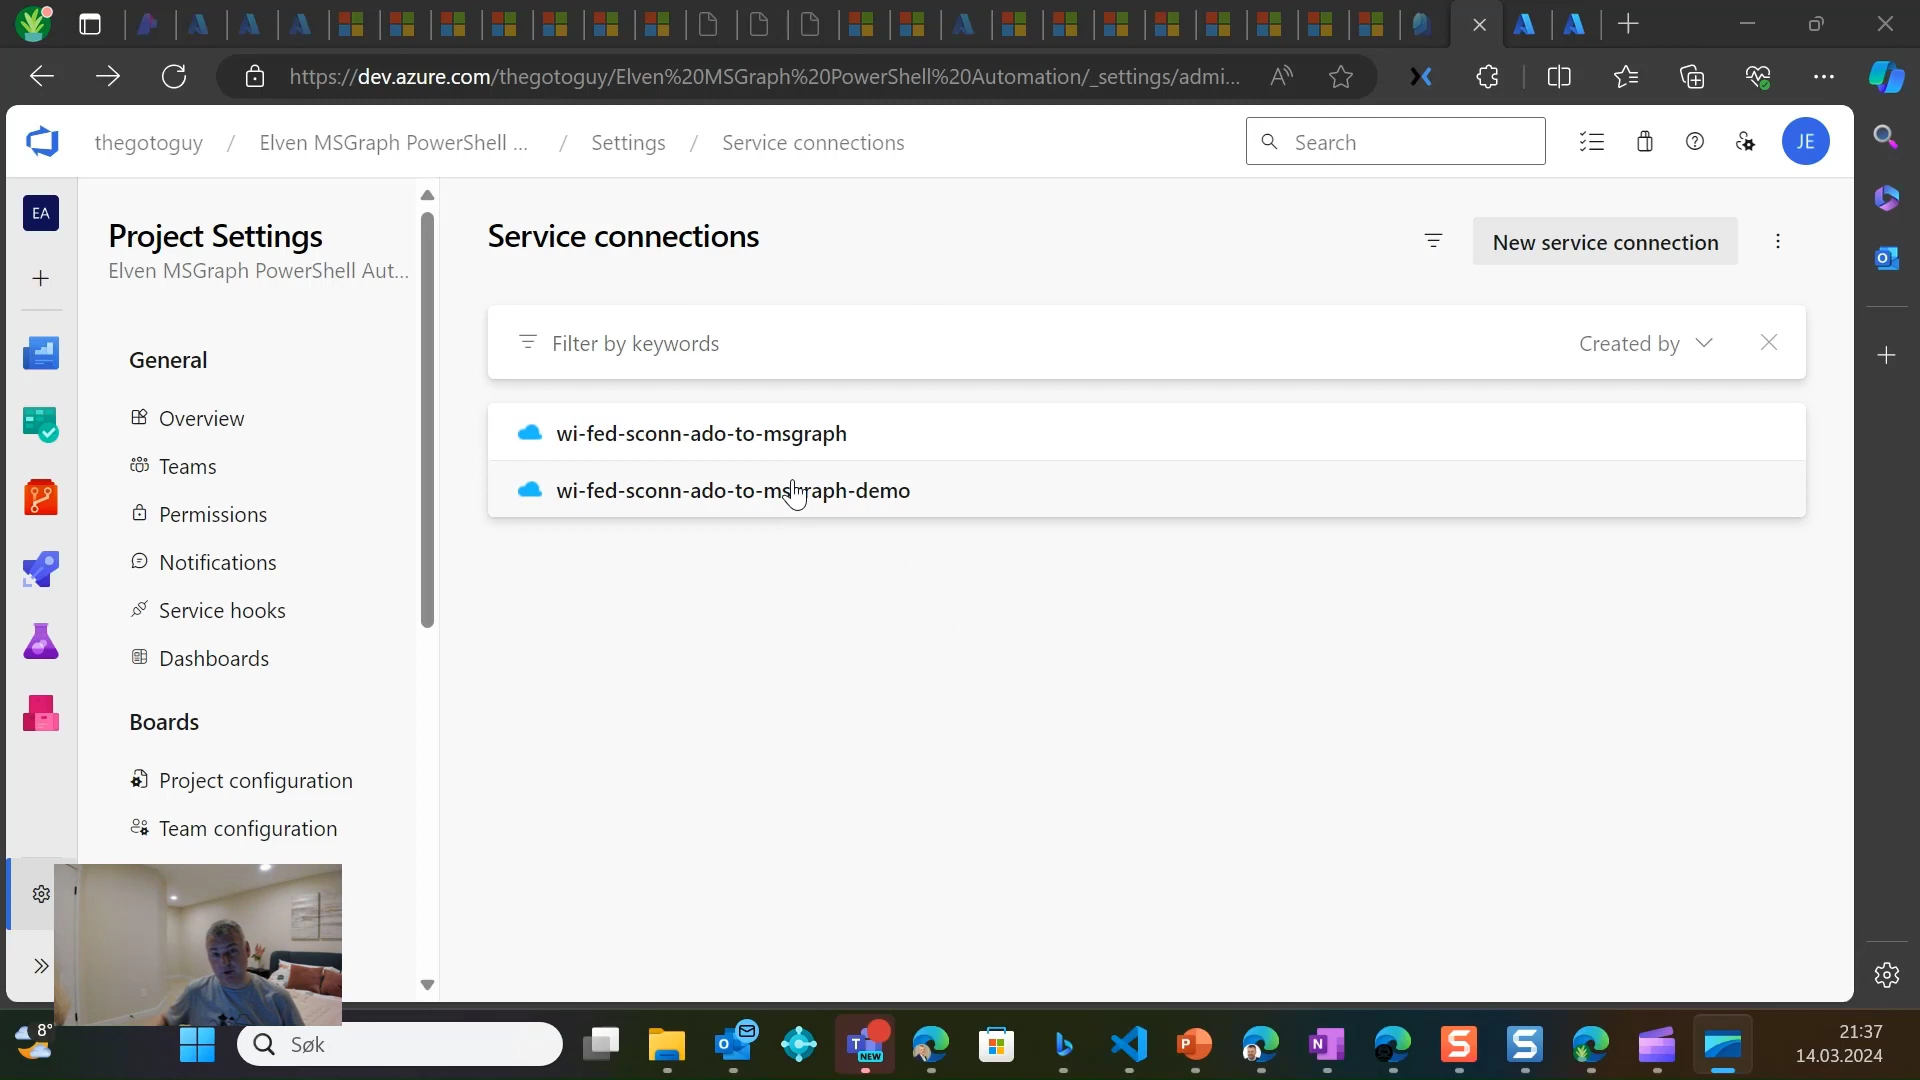 https://dev.azure.com/thegotoguy/Elven%20MSGraph%20PowerShell%20Automation/_settings/admi...
thegotoguy / Elven MSGraph PowerShell ... / Settings / Service connections
Search
JE
EA
Project Settings
Elven MSGraph PowerShell Aut...
General
Overview
Teams
Permissions
Notifications
Service hooks
Dashboards
Boards
Project configuration
Team configuration
Service connections
New service connection
Filter by keywords
Created by
wi-fed-sconn-ado-to-msgraph
wi-fed-sconn-ado-to-msgraph-demo
8°
Søk
NEW
21:37
14.03.2024